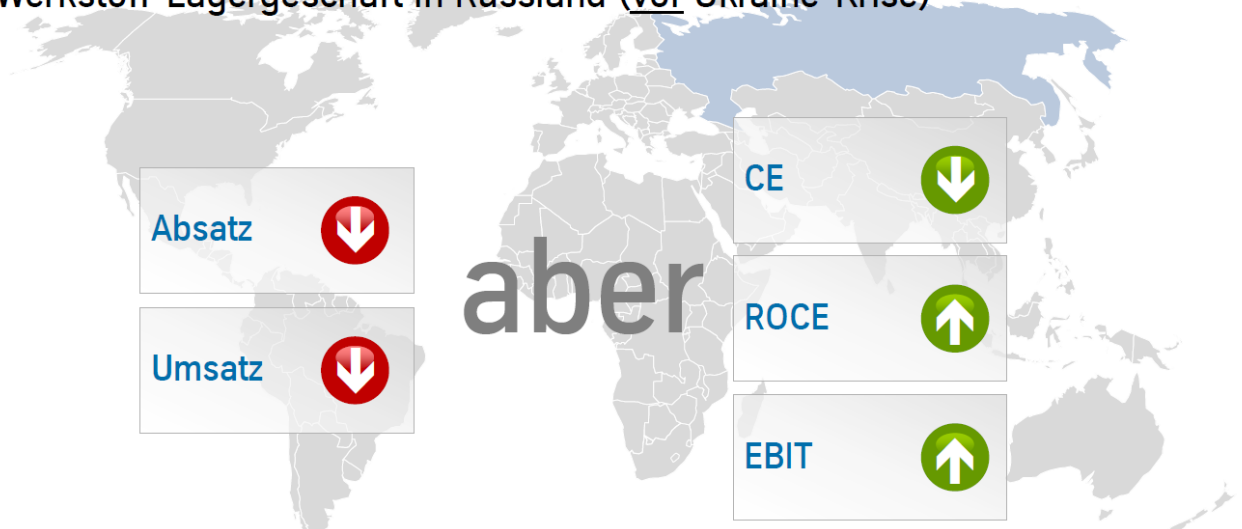 Werkstoff-Lagergeschäft in Russland (vor Ukraine-Krise)
Absatz
Umsatz
aber
CE
ROCE
EBIT